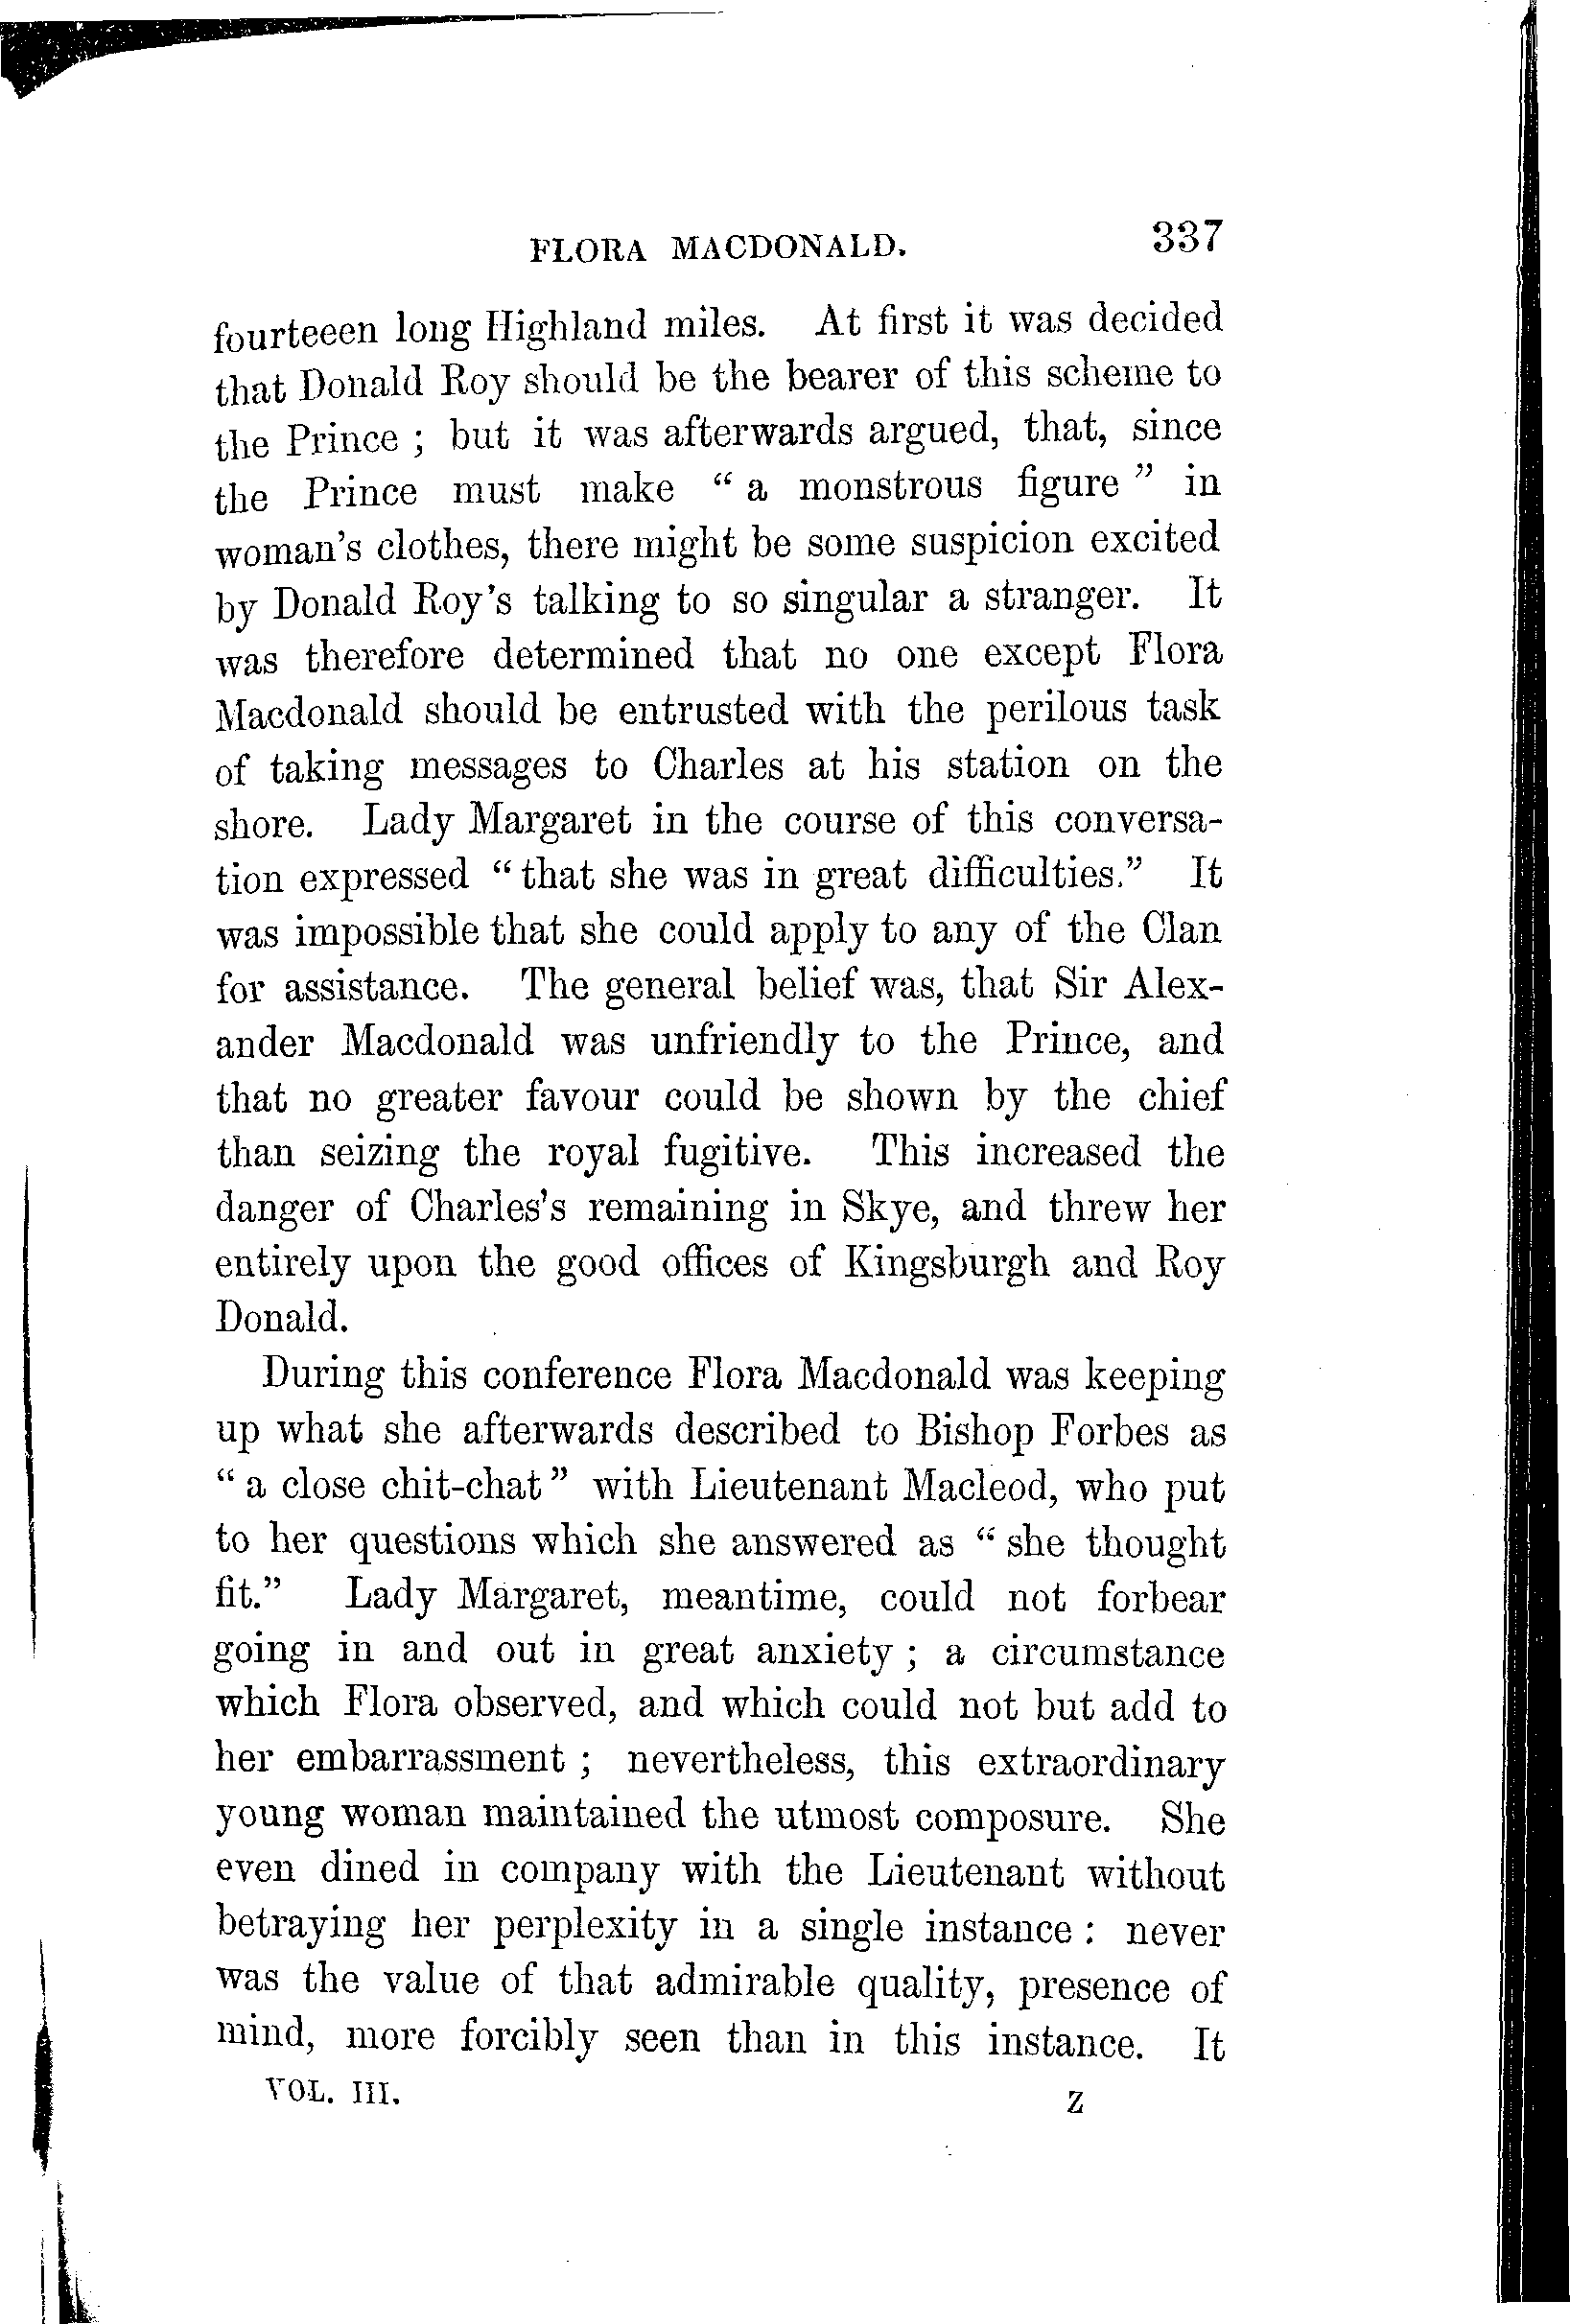 FLORA MACDONALD. 337
fourteeen long Highland miles. At first it was decided
that Donald Roy should be the bearer of this scheme to
the Prince ; but it was afterwards argued, that, since
the Prince must make " a monstrous figure " in
woman's clothes, there might be some suspicion excited
by Donald Roy's talking to so singular a stranger. It
was therefore determined that no one except Flora
Macdonald should be entrusted with the perilous task
of taking messages to Charles at his station on the
shore. Lady Margaret in the course of this conversa-
tion expressed " that she was in great difficulties." It
was impossible that she could apply to any of the Clan
for assistance. The general belief was, that Sir Alex-
ander Macdonald was unfriendly to the Prince, and
that no greater favour could be shown by the chief
than seizing the royal fugitive. This increased the
danger of Charles's remaining in Skye, and threw her
entirely upon the good offices of Kingsburgh and Roy
Donald.
During this conference Flora Macdonald was keeping
up what she afterwards described to Bishop Forbes as
" a close chit-chat " with Lieutenant Macleod, who put
to her questions which she answered as " she thought
fit." Lady Margaret, meantime, could not forbear
going in and out in great anxiety ; a circumstance
which Flora observed, and which could not but add to
her embarrassment ; nevertheless, this extraordinary
young woman maintained the utmost composure. She
even dined in company with the Lieutenant without
betraying her perplexity in a single instance : never
was the value of that admirable quality, presence of
mind, more forcibly seen than in this instance. It
VOL. III. Z